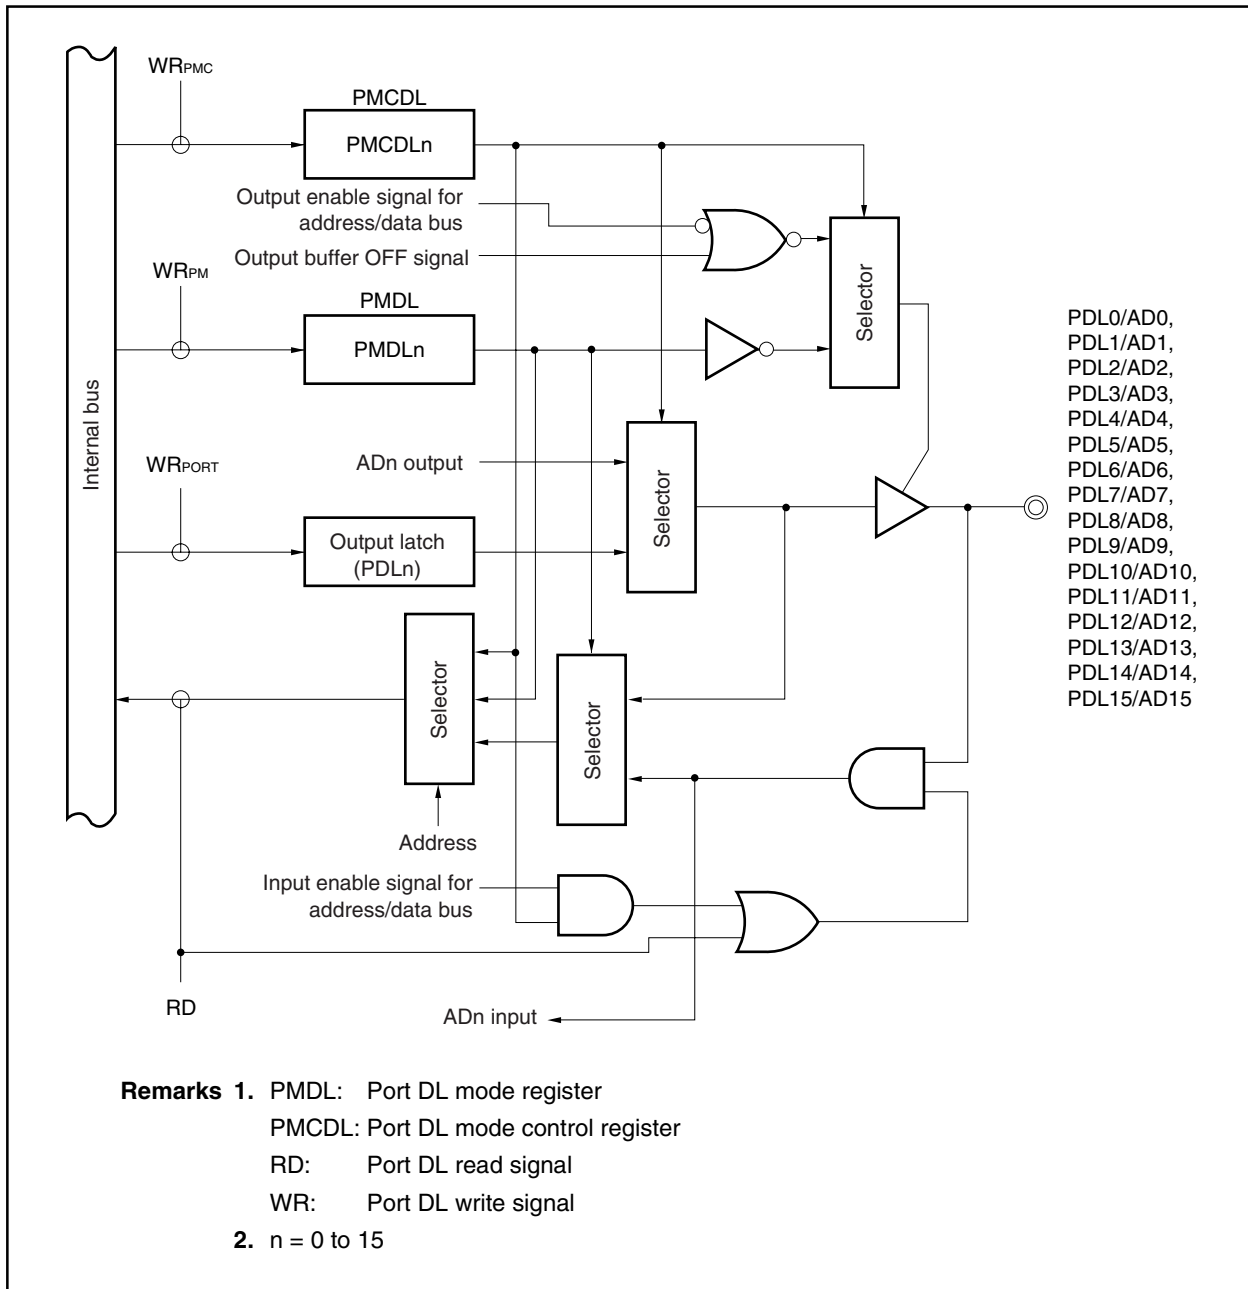 WRPMC
PMCDL
PMCDLn
Output enable signal for
address/data bus
Output buffer OFF signal
WRPM
PMDL
PMDLn
Selector
Internal bus
PDL0/AD0,
PDL1/AD1,
PDL2/AD2,
PDL3/AD3,
PDL4/AD4,
PDL5/AD5,
PDL6/AD6,
PDL7/AD7,
PDL8/AD8,
PDL9/AD9,
PDL10/AD10,
PDL11/AD11,
PDL12/AD12,
PDL13/AD13,
PDL14/AD14,
PDL15/AD15
WRPORT
ADn output
Selector
Output latch
(PDLn)
Selector
Selector
Address
Input enable signal for
address/data bus
RD
ADn input
Remarks 1. PMDL: Port DL mode register
PMCDL: Port DL mode control register
RD: Port DL read signal
WR: Port DL write signal
2. n = 0 to 15